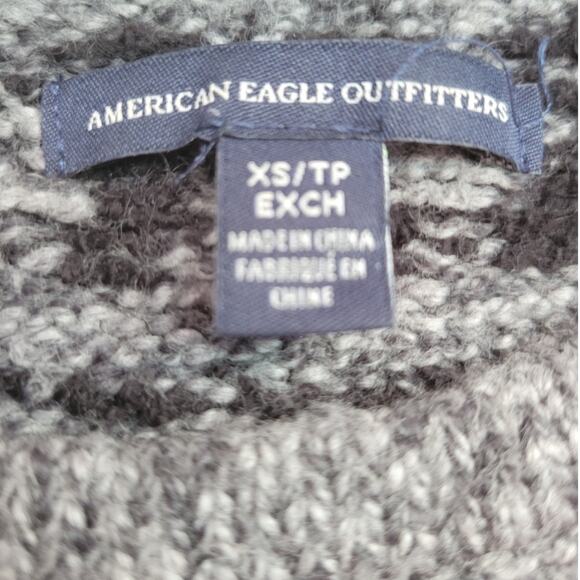 AMERICAN EAGLE OUTFITTERS
XS/TP
EXCH
MADE IN CHINA
FABRIQUÉ EN
CHINE